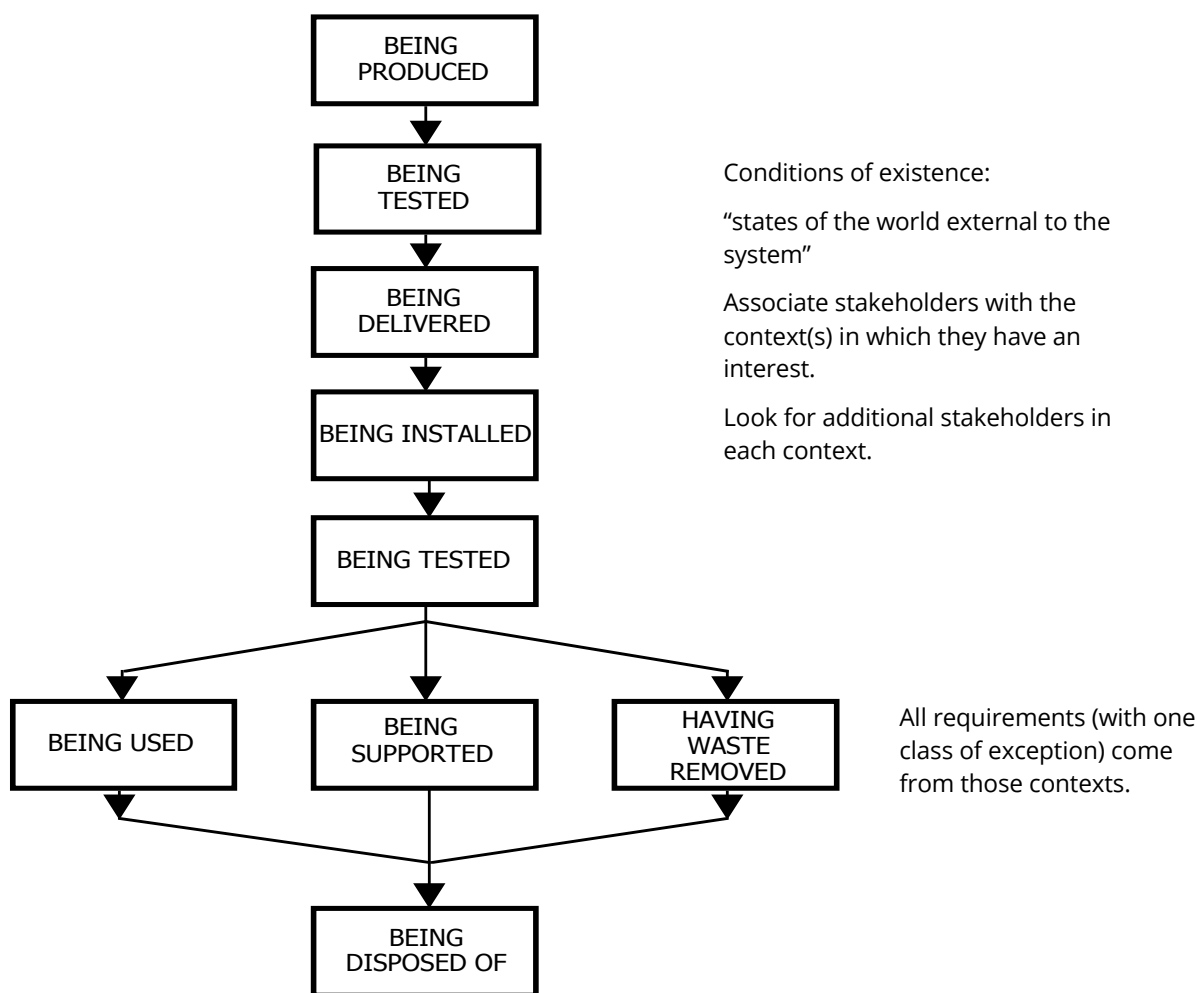 BEING
PRODUCED
BEING
TESTED
Conditions of existence:
“states of the world external to the
system”
Associate stakeholders with the
context(s) in which they have an
interest.
Look for additional stakeholders in
each context.
BEING
DELIVERED
BEING INSTALLED
BEING TESTED
BEING USED
BEING
SUPPORTED
HAVING
WASTE
REMOVED
All requirements (with one
class of exception) come
from those contexts.
BEING
DISPOSED OF